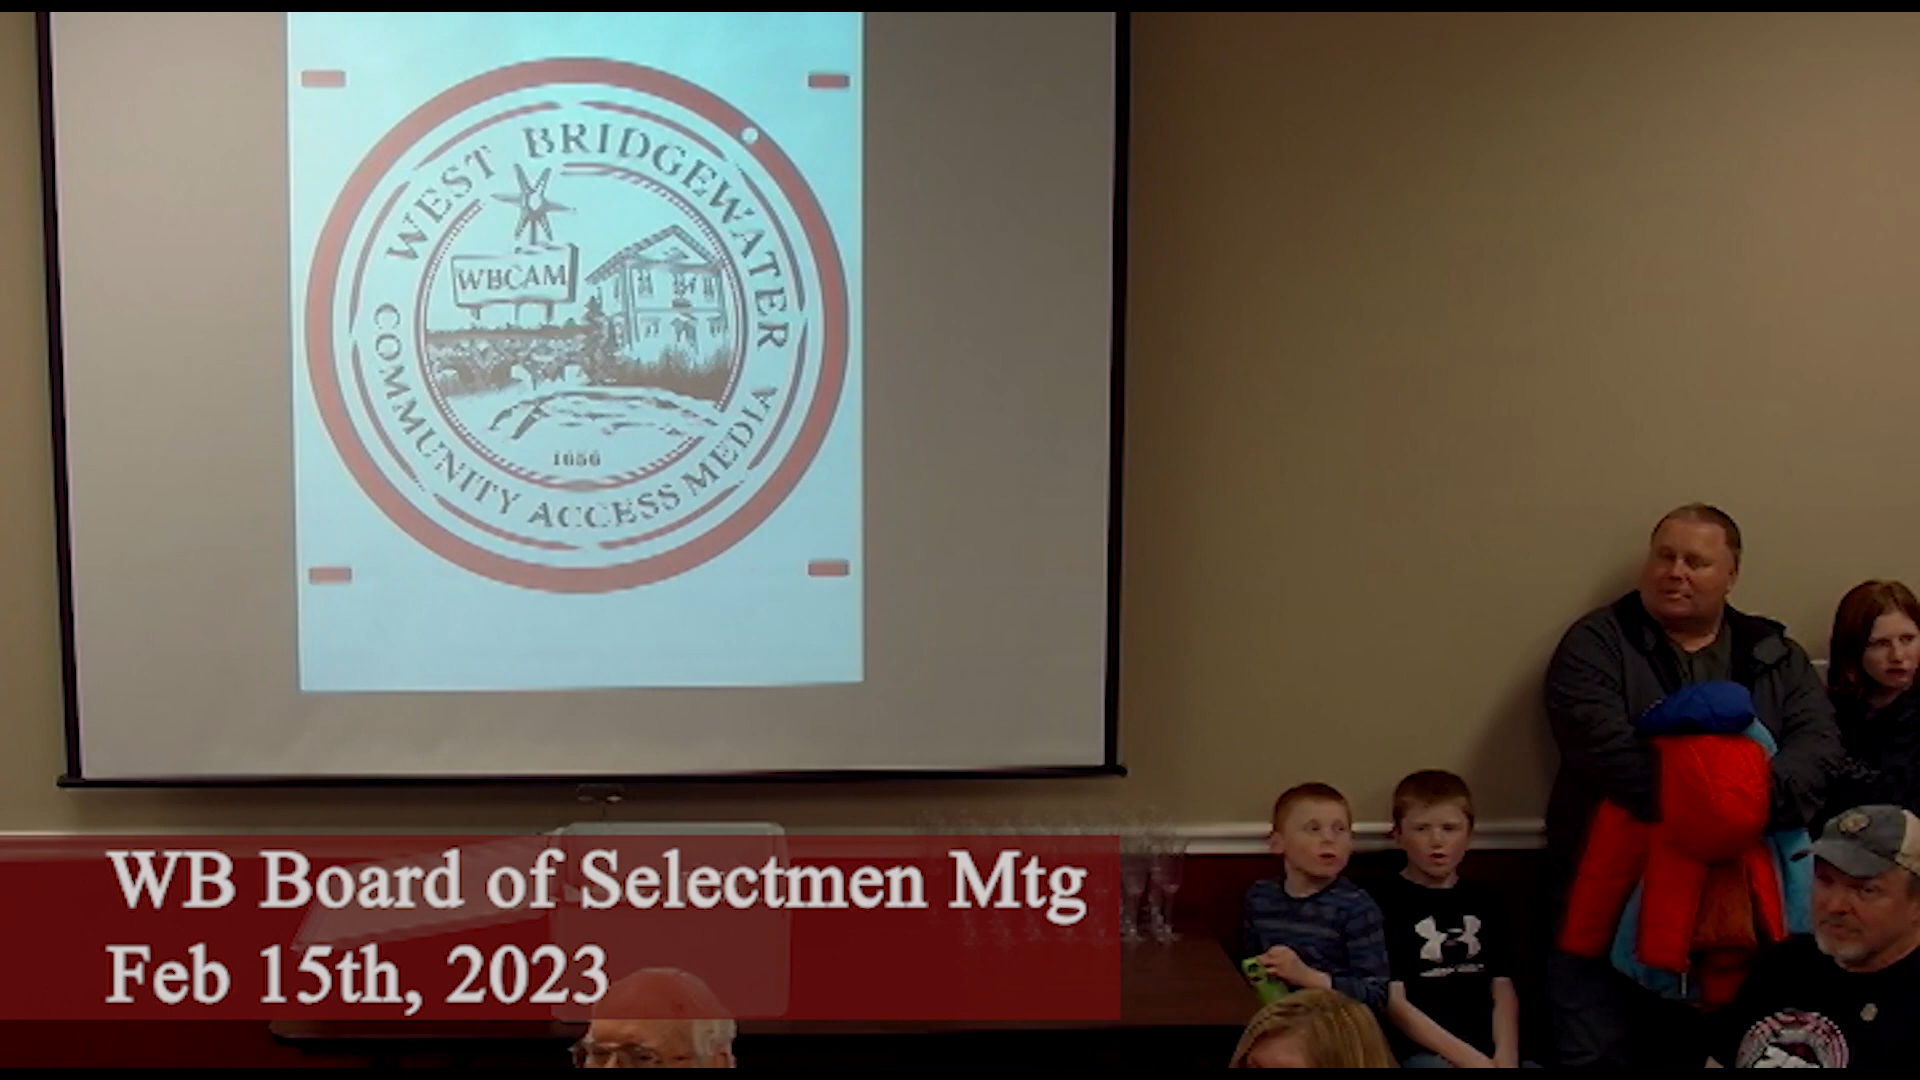 WEST BRIDGEWATER
WBCAM
1656
COMMUNITY ACCESS MEDIA
WB Board of Selectmen Mtg
Feb 15th, 2023